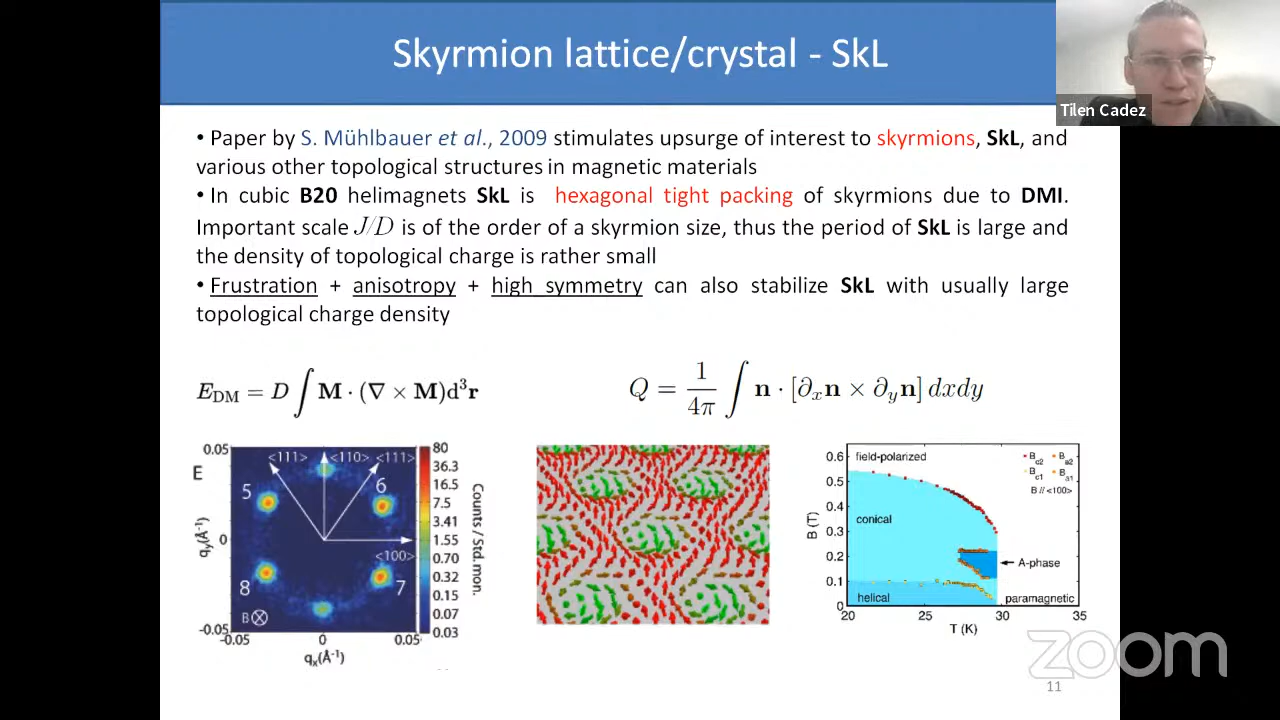 Skyrmion lattice/crystal - SkL
Tilen Cadez
• Paper by S. Mühlbauer et al., 2009 stimulates upsurge of interest to skyrmions, SkL, and
various other topological structures in magnetic materials
• In cubic B20 helimagnets SkL is hexagonal tight packing of skyrmions due to DMI.
Important scale J/D is of the order of a skyrmion size, thus the period of SkL is large and
the density of topological charge is rather small
• Frustration + anisotropy + high symmetry can also stabilize SkL with usually large
topological charge density
E_DM = D ∫ M · (∇ × M)d³r
Q = 1/4π ∫ n · [∂ₓn × ∂_yn] dxdy
E
0.05
0
-0.05
q_y(Å⁻¹)
<111> <110> <111>
5 6
<100>
8 7
B⊗
-0.05 0 0.05
qₓ(Å⁻¹)
80
36.3
16.5
7.5
3.41
1.55
0.70
0.32
0.15
0.07
0.03
Counts / Std. mon.
0.6
0.5
0.4
0.3
0.2
0.1
0
B (T)
field-polarized
B_c2 B_a2
B_c1 B_a1
B // <100>
conical
A-phase
helical
paramagnetic
20 25 30 35
T (K)
zoom
11